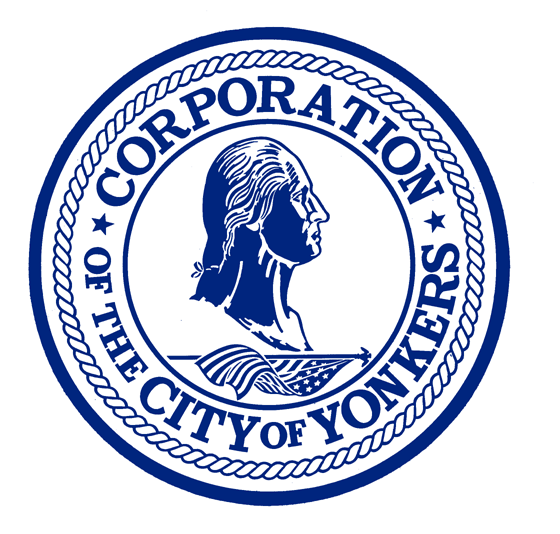 CORPORATION
OF THE CITY OF YONKERS